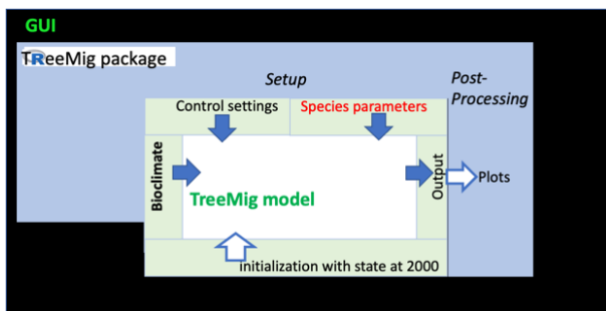 GUI
TReeMig package
Setup
Post-
Processing
Control settings
Species parameters
Bioclimate
TreeMig model
Output
Plots
initialization with state at 2000